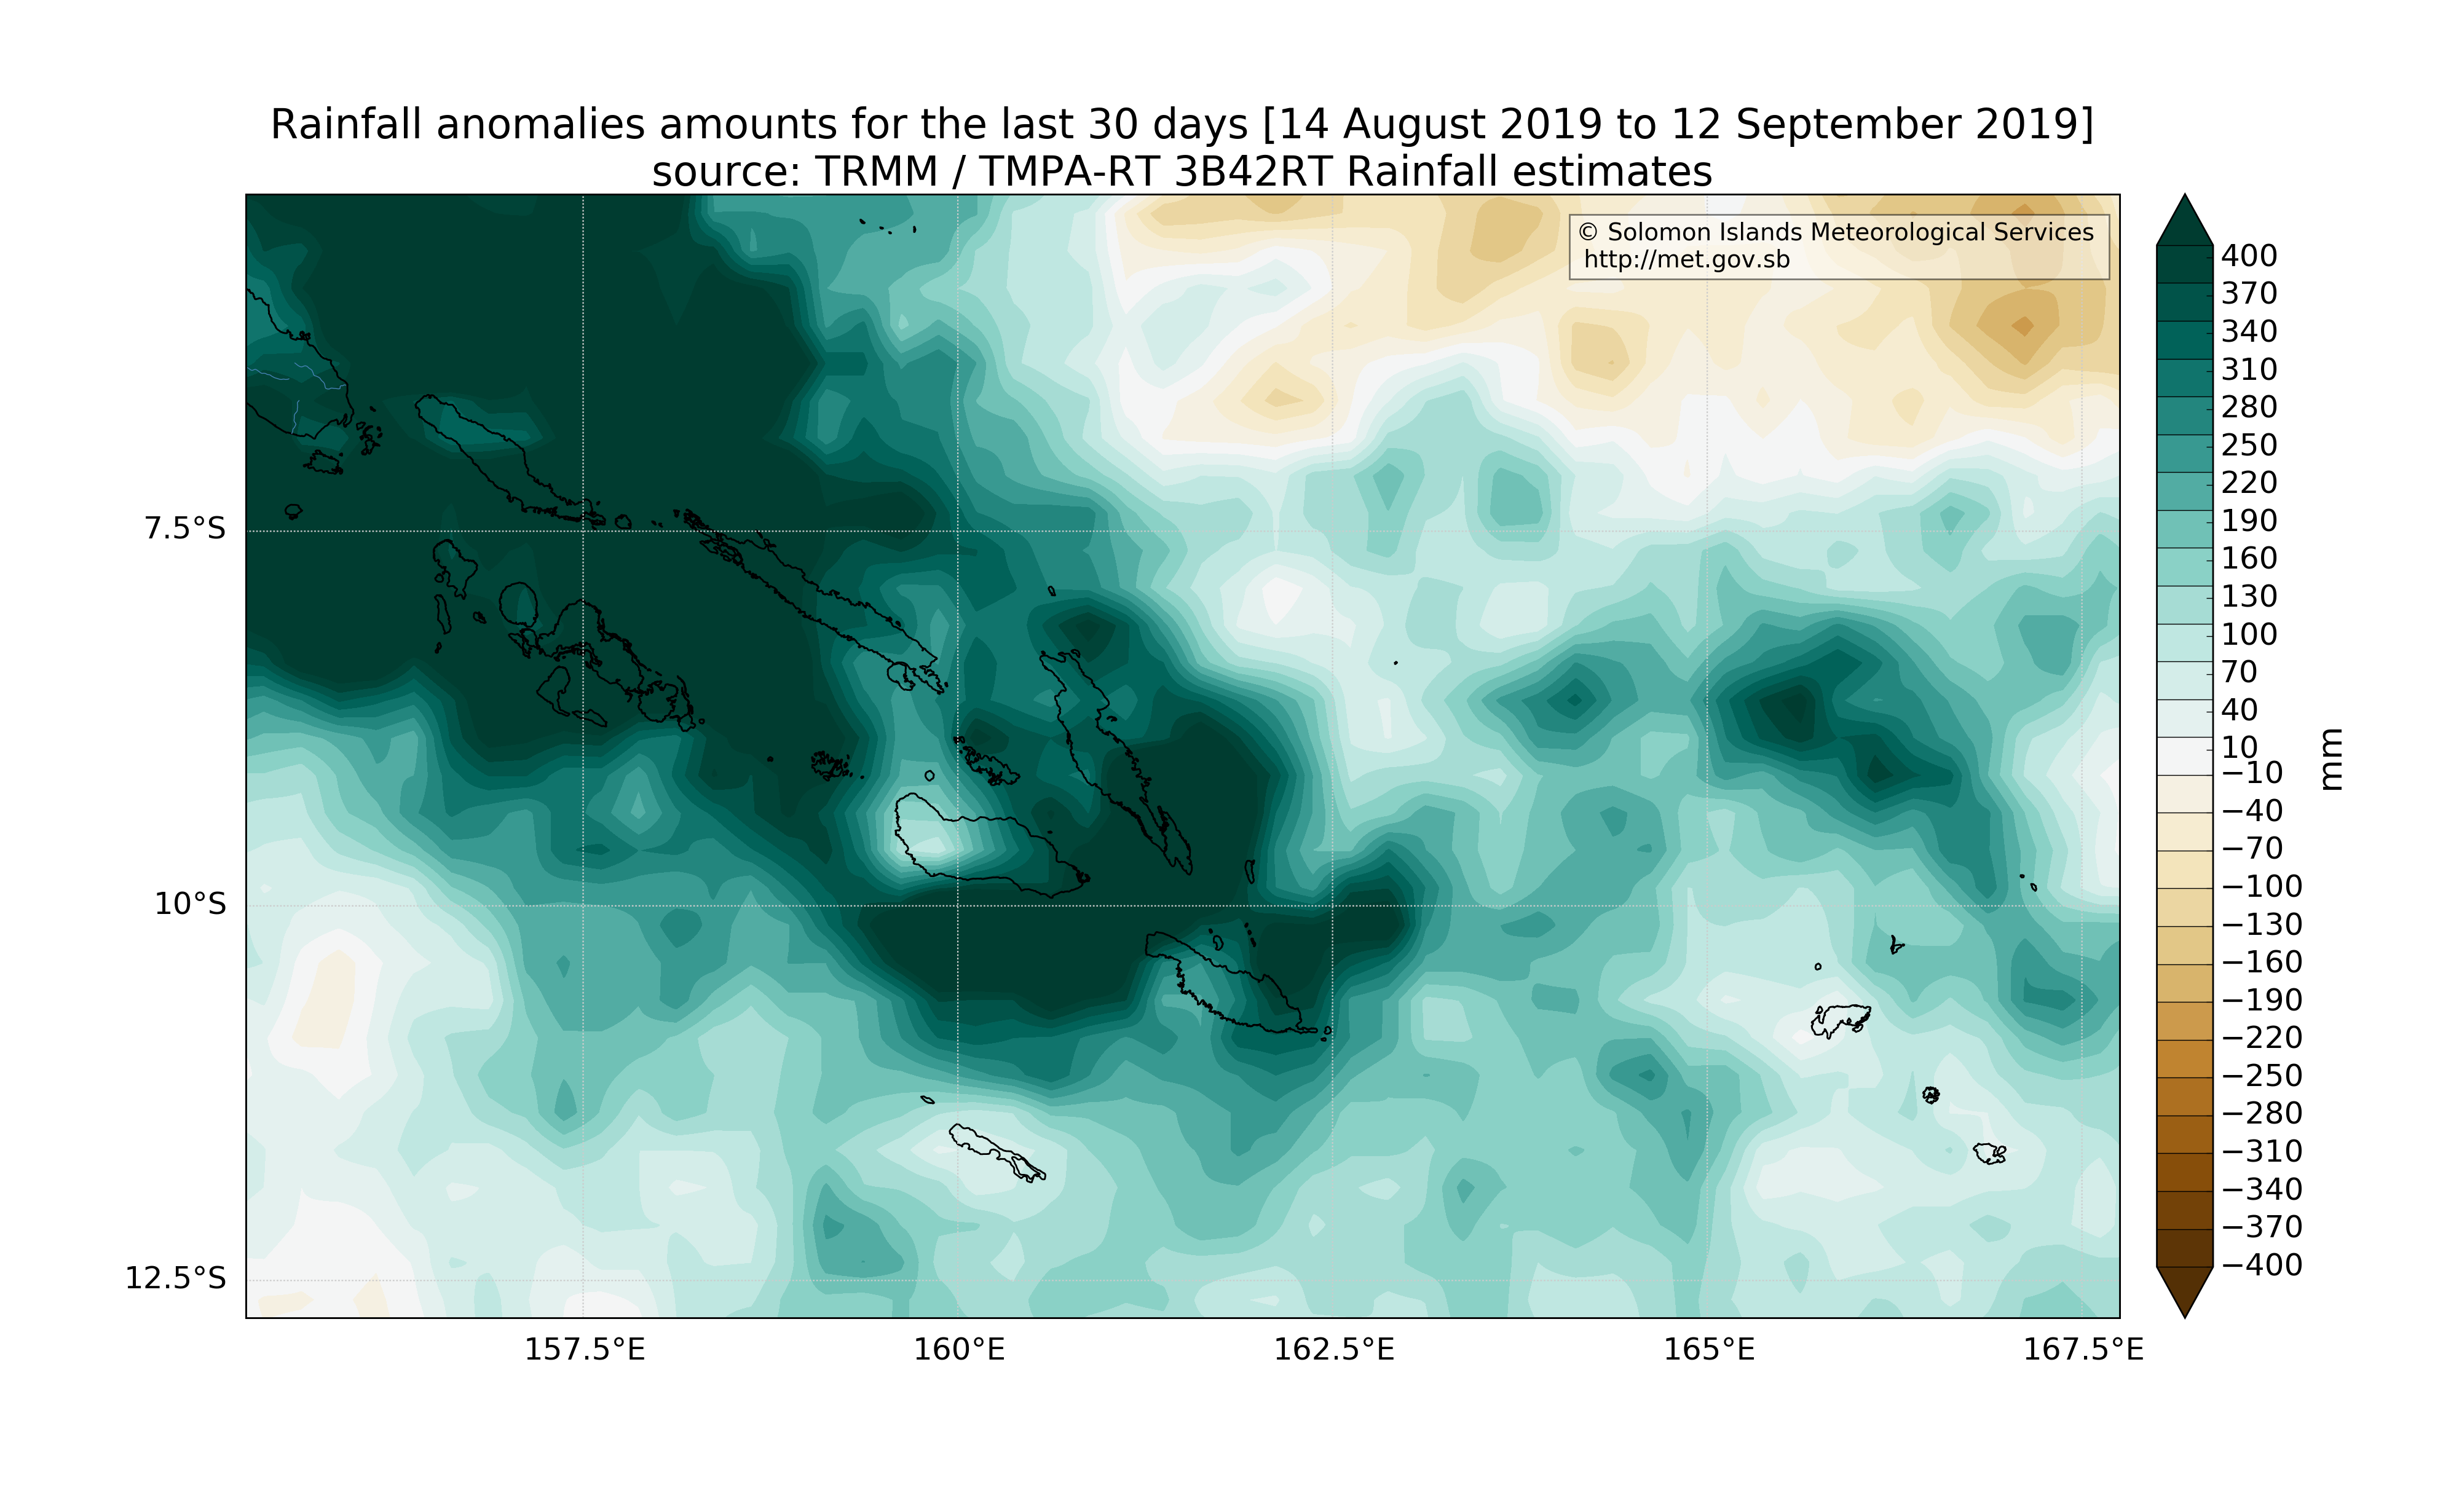 Rainfall anomalies amounts for the last 30 days [14 August 2019 to 12 September 2019]
source: TRMM / TMPA-RT 3B42RT Rainfall estimates
© Solomon Islands Meteorological Services
http://met.gov.sb
7.5°S
10°S
12.5°S
157.5°E
160°E
162.5°E
165°E
167.5°E
400
370
340
310
280
250
220
190
160
130
100
70
40
10
−10
−40
−70
−100
−130
−160
−190
−220
−250
−280
−310
−340
−370
−400
mm